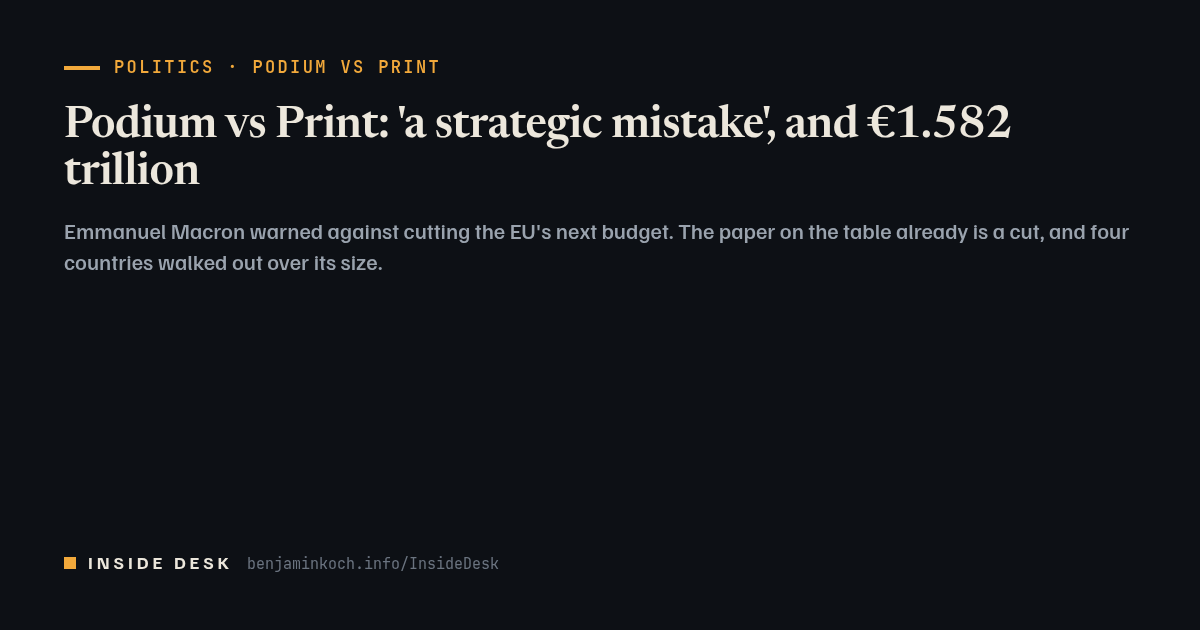 POLITICS · PODIUM VS PRINT
Podium vs Print: 'a strategic mistake', and €1.582
trillion
Emmanuel Macron warned against cutting the EU's next budget. The paper on the table already is a cut, and four
countries walked out over its size.
INSIDE DESK benjaminkoch.info/InsideDesk